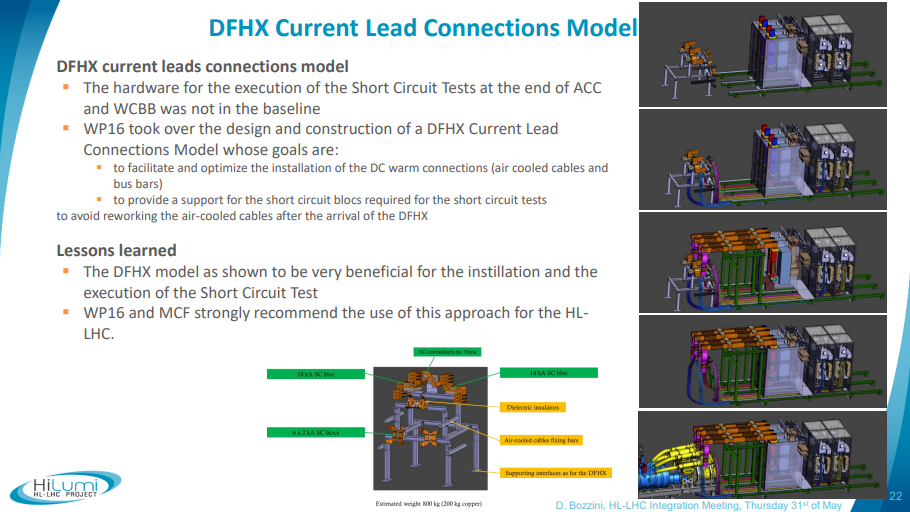 DFHX Current Lead Connections Model
DFHX current leads connections model
▪ The hardware for the execution of the Short Circuit Tests at the end of ACC
and WCBB was not in the baseline
▪ WP16 took over the design and construction of a DFHX Current Lead
Connections Model whose goals are:
▪ to facilitate and optimize the installation of the DC warm connections (air cooled cables and
bus bars)
▪ to provide a support for the short circuit blocs required for the short circuit tests
to avoid reworking the air-cooled cables after the arrival of the DFHX
Lessons learned
▪ The DFHX model as shown to be very beneficial for the instillation and the
execution of the Short Circuit Test
▪ WP16 and MCF strongly recommend the use of this approach for the HL-
LHC.
SC connections by Trims
18 kA SC bloc
14 kA SC bloc
Dielectric insulators
6 x 2 kA SC blocs
Air-cooled cables fixing bars
Supporting interfaces as for the DFHX
Estimated weight 800 kg (200 kg copper)
HiLumi
HL-LHC PROJECT
D. Bozzini, HL-LHC Integration Meeting, Thursday 31st of May
22